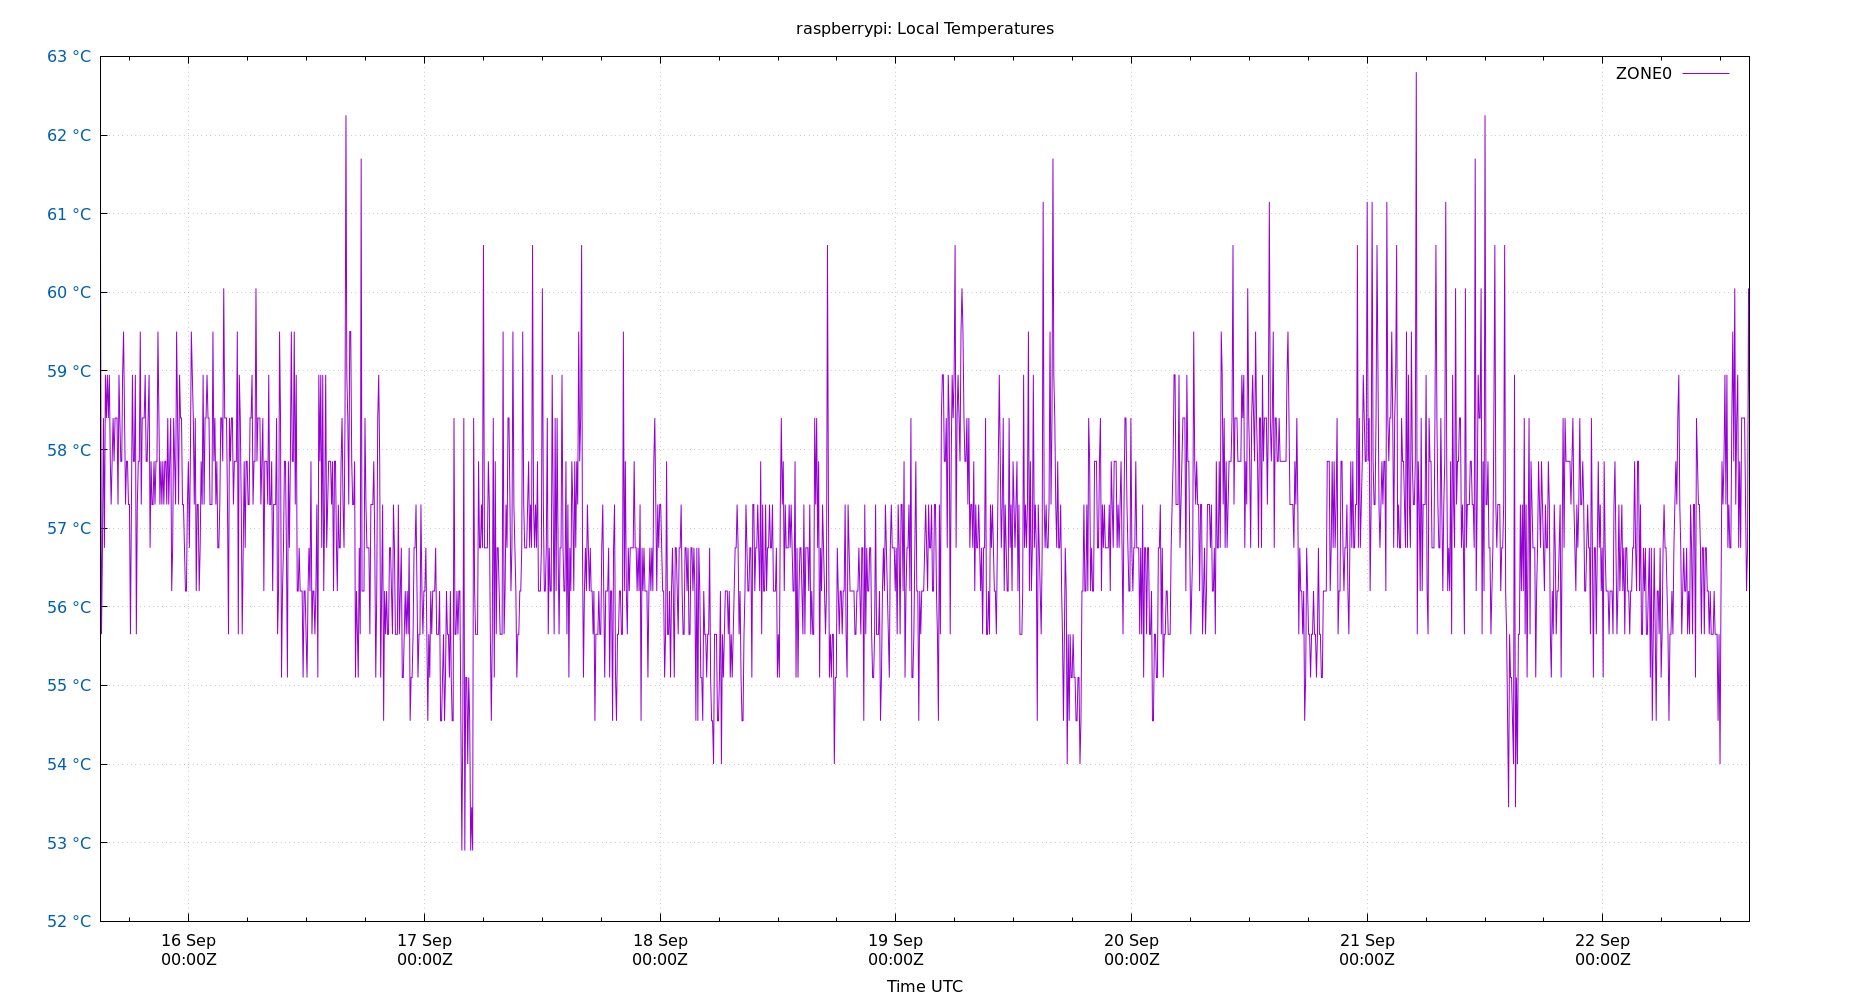 raspberrypi: Local Temperatures
63 °C
ZONE0
62 °C
61 °C
60 °C
59 °C
58 °C
57 °C
56 °C
55 °C
54 °C
53 °C
52 °C
16 Sep 17 Sep 18 Sep 19 Sep 20 Sep 21 Sep 22 Sep
00:00Z 00:00Z 00:00Z 00:00Z 00:00Z 00:00Z 00:00Z
Time UTC